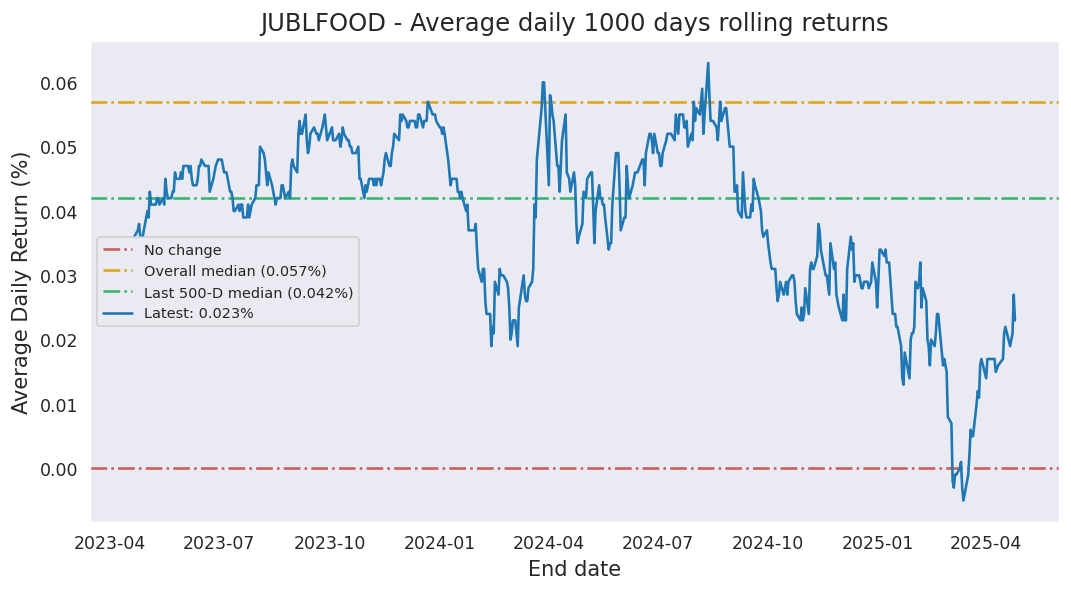 JUBLFOOD - Average daily 1000 days rolling returns
Average Daily Return (%)
0.06
0.05
0.04
0.03
0.02
0.01
0.00
No change
Overall median (0.057%)
Last 500-D median (0.042%)
Latest: 0.023%
2023-04 2023-07 2023-10 2024-01 2024-04 2024-07 2024-10 2025-01 2025-04
End date